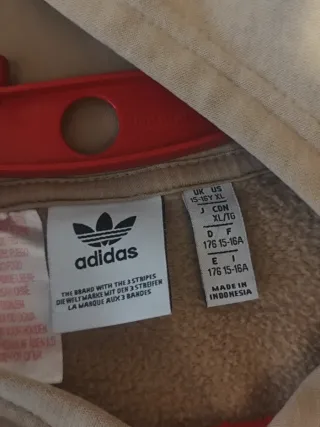 adidas
THE BRAND WITH THE 3 STRIPES
DIE WELTMARKE MIT DEN 3 STREIFEN
LA MARQUE AUX 3 BANDES
UK US
15-16Y XL
J CDN
XL/TG
D F
176 15-16A
E I
176 15-16A
MADE IN
INDONESIA